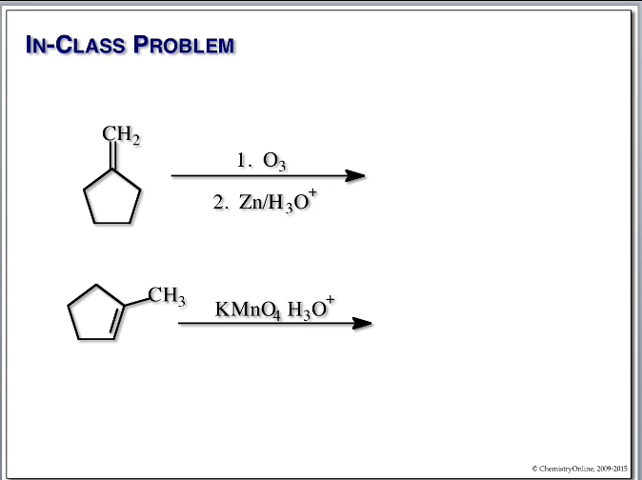 IN-CLASS PROBLEM
CH2
1. O3
2. Zn/H3O+
CH3
KMnO4 H3O+
© ChemistryOnline, 2009-2015